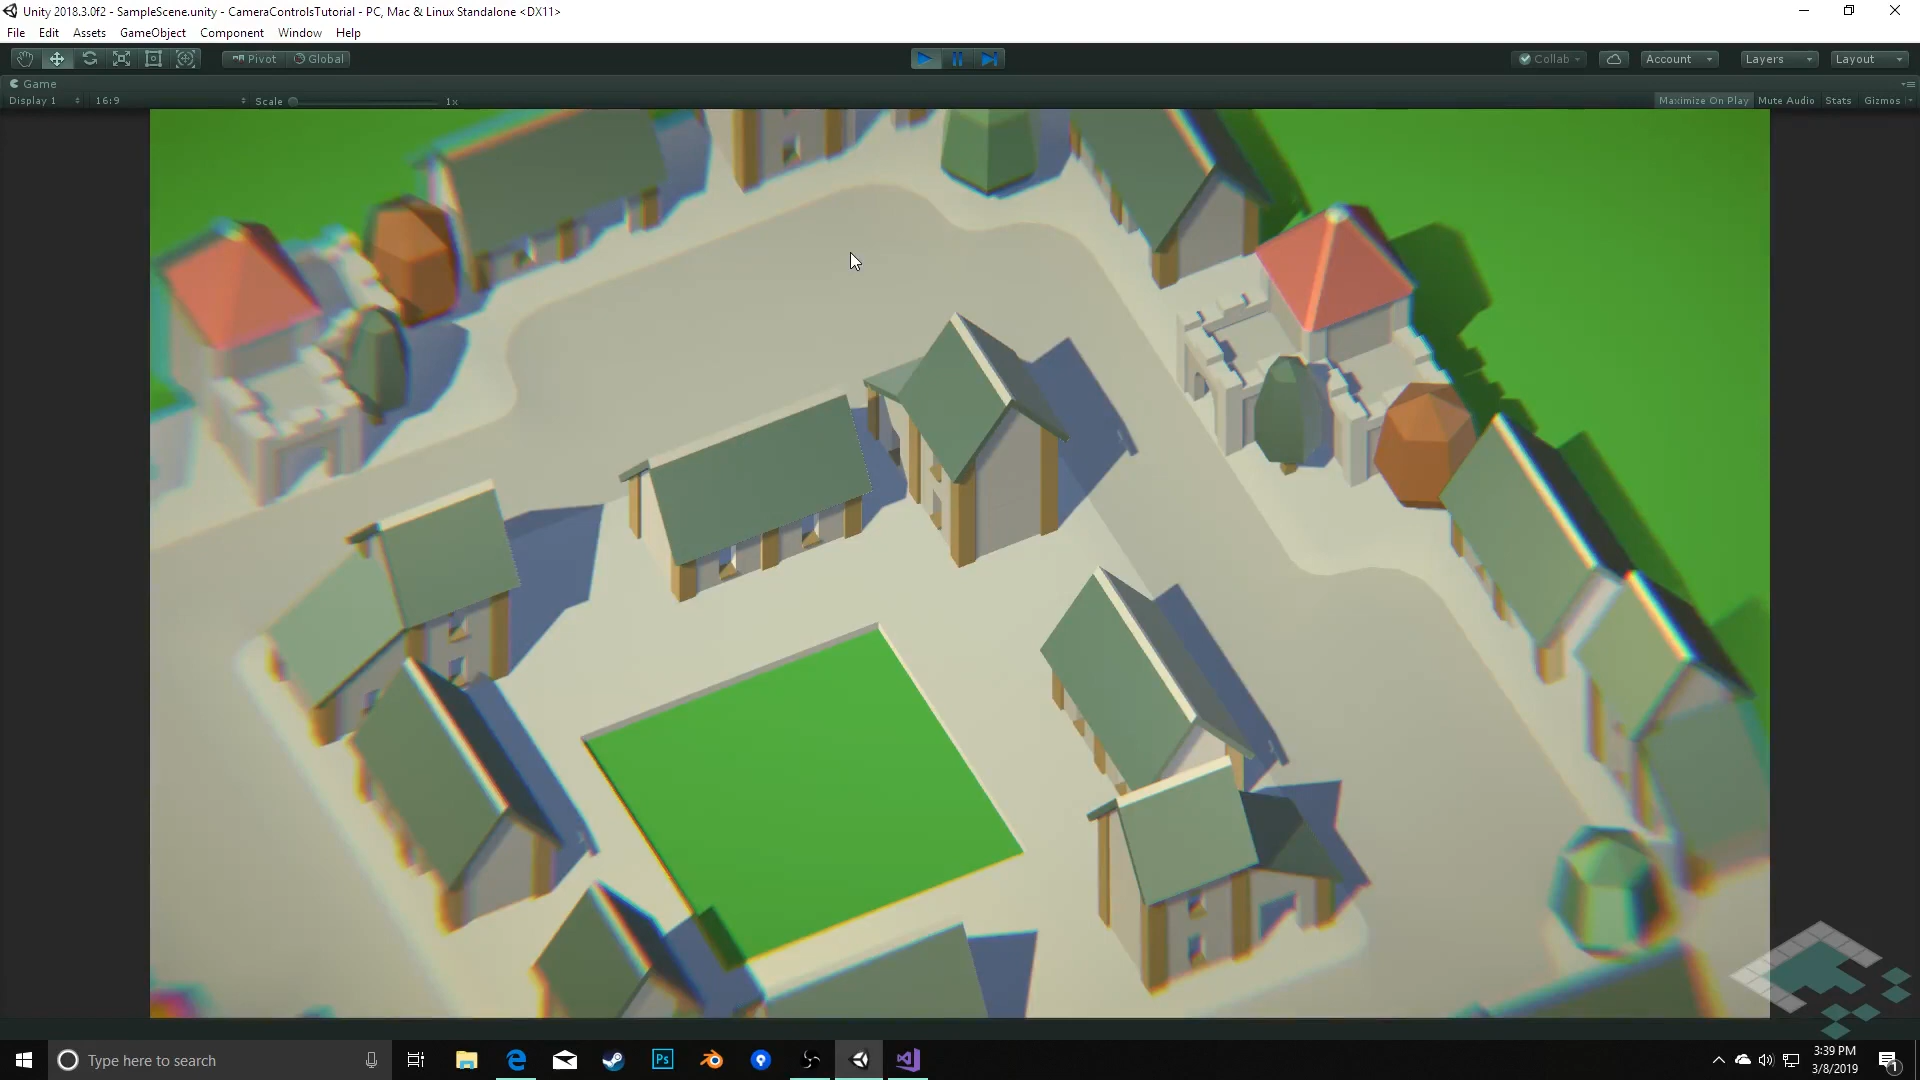 Unity 2018.3.0f2 - SampleScene.unity - CameraControlsTutorial - PC, Mac & Linux Standalone <DX11>
File Edit Assets GameObject Component Window Help
Pivot Global Collab Account Layers Layout
Game
Display 1 16:9 Scale 1x Maximize On Play Mute Audio Stats Gizmos
Type here to search
Ps
3:39 PM
3/8/2019
1